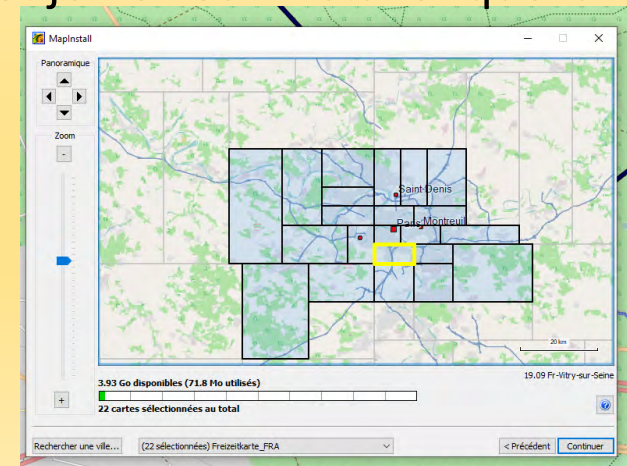 MapInstall
Panoramique
Zoom
-
+
Saint-Denis
Paris
Montreuil
20 km
19.09 Fr-Vitry-sur-Seine
3.93 Go disponibles (71.8 Mo utilisés)
22 cartes sélectionnées au total
Rechercher une ville...
(22 sélectionnées) Freizeitkarte_FRA
< Précédent
Continuer